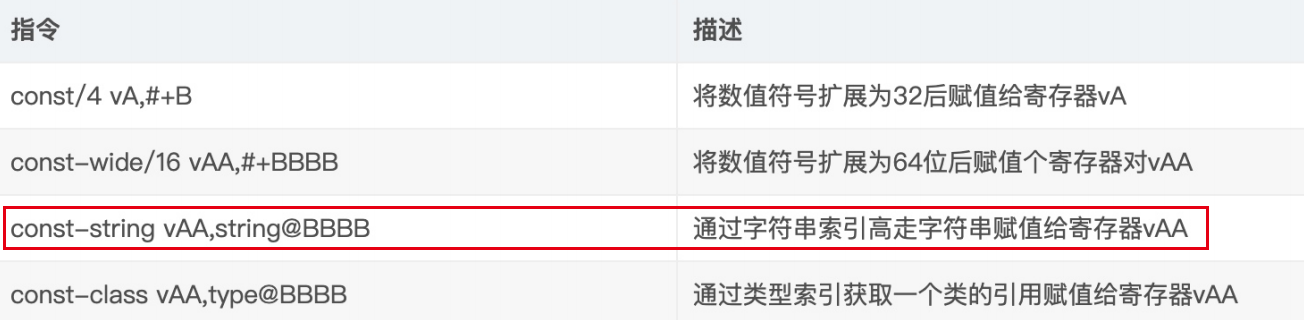 指令 描述
const/4 vA,#+B 将数值符号扩展为32后赋值给寄存器vA
const-wide/16 vAA,#+BBBB 将数值符号扩展为64位后赋值个寄存器对vAA
const-string vAA,string@BBBB 通过字符串索引高走字符串赋值给寄存器vAA
const-class vAA,type@BBBB 通过类型索引获取一个类的引用赋值给寄存器vAA